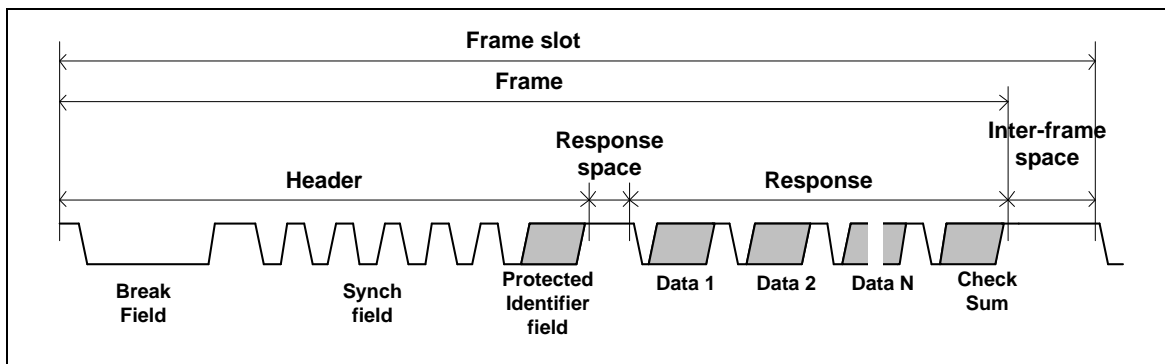 Frame slot
Frame
Inter-frame
space
Response
space
Header
Response
Break
Field
Synch
field
Protected
Identifier
field
Data 1
Data 2
Data N
Check
Sum